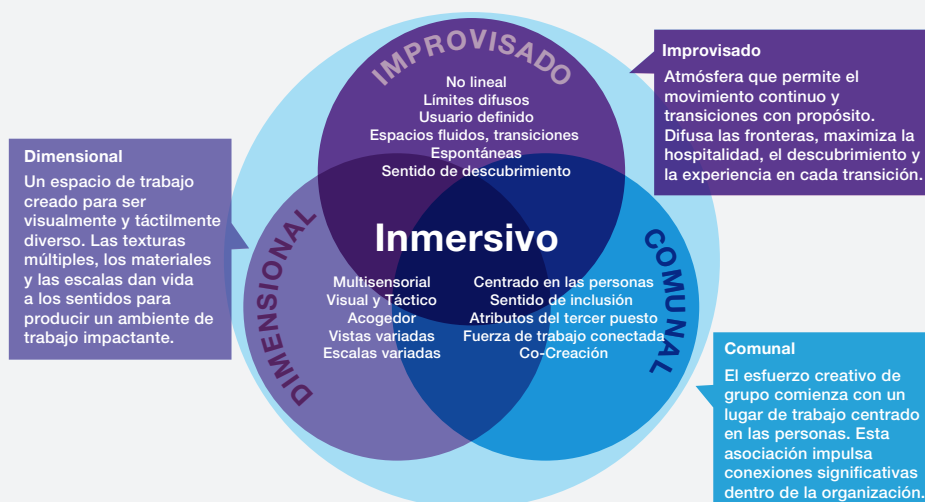 IMPROVISADO
No lineal
Límites difusos
Usuario definido
Espacios fluidos, transiciones
Espontáneas
Sentido de descubrimiento
Improvisado
Atmósfera que permite el
movimiento continuo y
transiciones con propósito.
Difusa las fronteras, maximiza la
hospitalidad, el descubrimiento y
la experiencia en cada transición.
Dimensional
Un espacio de trabajo
creado para ser
visualmente y táctilmente
diverso. Las texturas
múltiples, los materiales
y las escalas dan vida
a los sentidos para
producir un ambiente de
trabajo impactante.
Inmersivo
DIMENSIONAL
Multisensorial
Visual y Táctico
Acogedor
Vistas variadas
Escalas variadas
Centrado en las personas
Sentido de inclusión
Atributos del tercer puesto
Fuerza de trabajo conectada
Co-Creación
COMUNAL
Comunal
El esfuerzo creativo de
grupo comienza con un
lugar de trabajo centrado
en las personas. Esta
asociación impulsa
conexiones significativas
dentro de la organización.